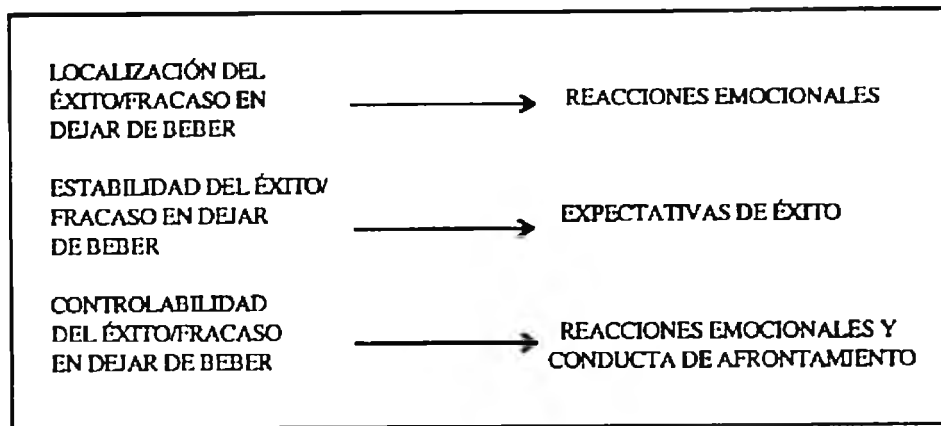 LOCALIZACIÓN DEL
ÉXITO/FRACASO EN
DEJAR DE BEBER
REACCIONES EMOCIONALES
ESTABILIDAD DEL ÉXITO/
FRACASO EN DEJAR
DE BEBER
EXPECTATIVAS DE ÉXITO
CONTROLABILIDAD
DEL ÉXITO/FRACASO
EN DEJAR DE BEBER
REACCIONES EMOCIONALES Y
CONDUCTA DE AFRONTAMIENTO